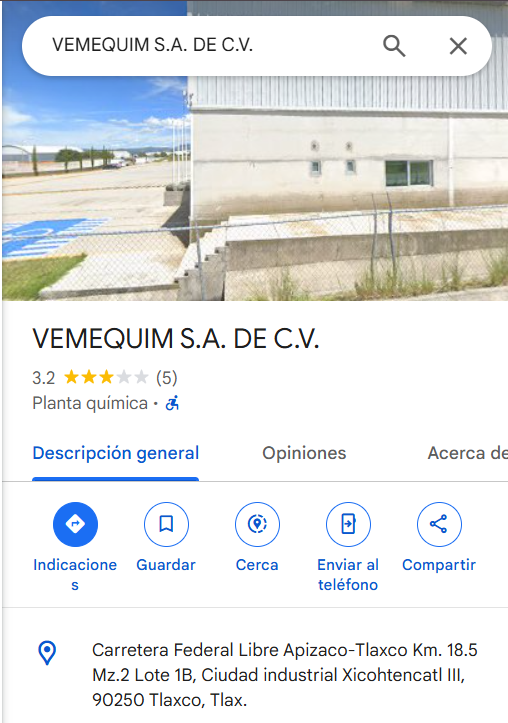 VEMEQUIM S.A. DE C.V.
VEMEQUIM S.A. DE C.V.
3.2 (5)
Planta química ·
Descripción general Opiniones Acerca de
Indicaciones Guardar Cerca Enviar al teléfono Compartir
Carretera Federal Libre Apizaco-Tlaxco Km. 18.5
Mz.2 Lote 1B, Ciudad industrial Xicohtencatl III,
90250 Tlaxco, Tlax.